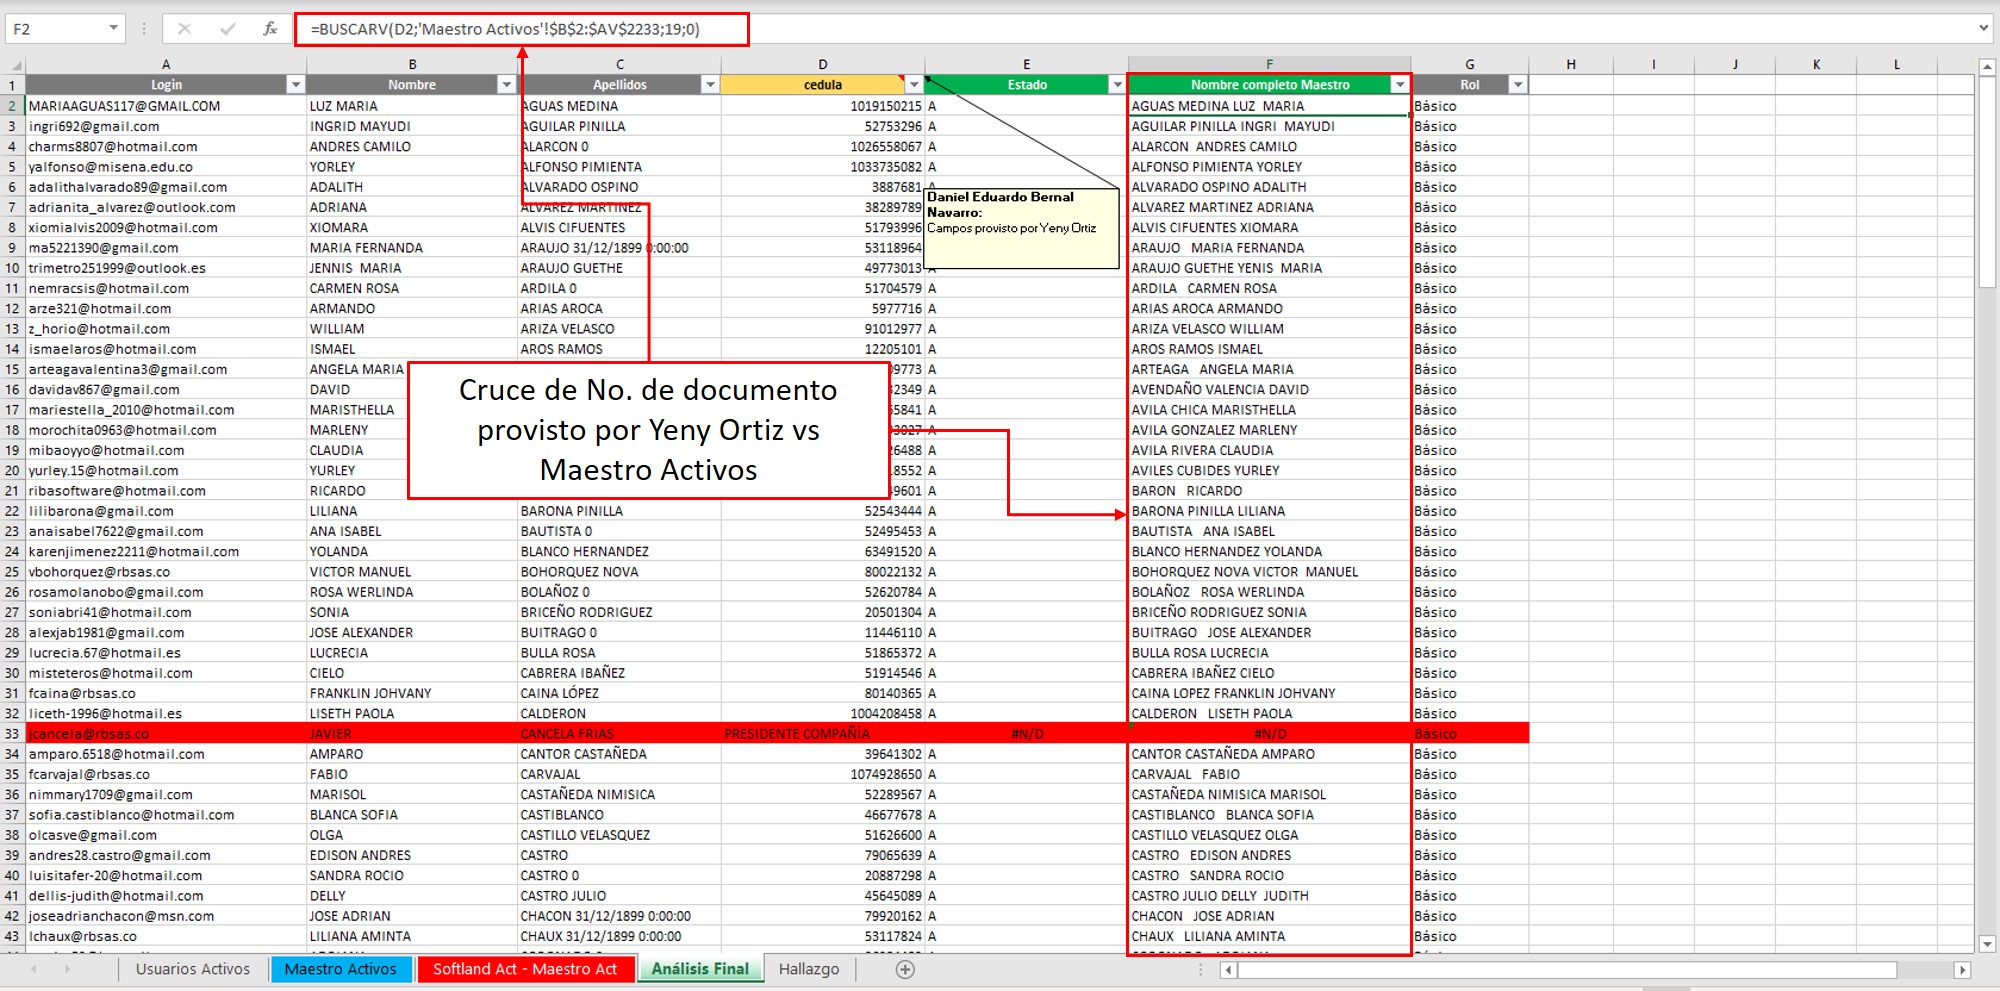 F2 fx =BUSCARV(D2;'Maestro Activos'!$B$2:$AV$2233;19;0)
A B C D E F G H I J K L
1 Login Nombre Apellidos cedula Estado Nombre completo Maestro Rol
2 MARIAAGUAS117@GMAIL.COM LUZ MARIA AGUAS MEDINA 1019150215 A AGUAS MEDINA LUZ MARIA Básico
3 ingri692@gmail.com INGRID MAYUDI AGUILAR PINILLA 52753296 A AGUILAR PINILLA INGRI MAYUDI Básico
4 charms8807@hotmail.com ANDRES CAMILO ALARCON 0 1026558067 A ALARCON ANDRES CAMILO Básico
5 yalfonso@misena.edu.co YORLEY ALFONSO PIMIENTA 1033735082 A ALFONSO PIMIENTA YORLEY Básico
6 adalithalvarado89@gmail.com ADALITH ALVARADO OSPINO 3887681 A ALVARADO OSPINO ADALITH Básico
7 adrianita_alvarez@outlook.com ADRIANA ALVAREZ MARTINEZ 38289789 ALVAREZ MARTINEZ ADRIANA Básico
8 xiomialvis2009@hotmail.com XIOMARA ALVIS CIFUENTES 51793996 ALVIS CIFUENTES XIOMARA Básico
9 ma5221390@gmail.com MARIA FERNANDA ARAUJO 31/12/1899 0:00:00 53118964 ARAUJO MARIA FERNANDA Básico
10 trimetro251999@outlook.es JENNIS MARIA ARAUJO GUETHE 49773013 A ARAUJO GUETHE YENIS MARIA Básico
Daniel Eduardo Bernal
Navarro:
Campos provisto por Yeny Ortiz
11 nemracsis@hotmail.com CARMEN ROSA ARDILA 0 51704579 A ARDILA CARMEN ROSA Básico
12 arze321@hotmail.com ARMANDO ARIAS AROCA 5977716 A ARIAS AROCA ARMANDO Básico
13 z_horio@hotmail.com WILLIAM ARIZA VELASCO 91012977 A ARIZA VELASCO WILLIAM Básico
14 ismaelaros@hotmail.com ISMAEL AROS RAMOS 12205101 A AROS RAMOS ISMAEL Básico
15 arteagavalentina3@gmail.com ANGELA MARIA 09773 A ARTEAGA ANGELA MARIA Básico
16 davidav867@gmail.com DAVID 32349 A AVENDAÑO VALENCIA DAVID Básico
17 mariestella_2010@hotmail.com MARISTHELLA 65841 A AVILA CHICA MARISTHELLA Básico
18 morochita0963@hotmail.com MARLENY 3027 A AVILA GONZALEZ MARLENY Básico
19 mibaoyyo@hotmail.com CLAUDIA 26488 A AVILA RIVERA CLAUDIA Básico
20 yurley.15@hotmail.com YURLEY 18552 A AVILES CUBIDES YURLEY Básico
21 ribasoftware@hotmail.com RICARDO 49601 A BARON RICARDO Básico
Cruce de No. de documento
provisto por Yeny Ortiz vs
Maestro Activos
22 lilibarona@gmail.com LILIANA BARONA PINILLA 52543444 A BARONA PINILLA LILIANA Básico
23 anaisabel7622@gmail.com ANA ISABEL BAUTISTA 0 52495453 A BAUTISTA ANA ISABEL Básico
24 karenjimenez2211@hotmail.com YOLANDA BLANCO HERNANDEZ 63491520 A BLANCO HERNANDEZ YOLANDA Básico
25 vbohorquez@rbsas.co VICTOR MANUEL BOHORQUEZ NOVA 80022132 A BOHORQUEZ NOVA VICTOR MANUEL Básico
26 rosamolanobo@gmail.com ROSA WERLINDA BOLAÑOZ 0 52620784 A BOLAÑOZ ROSA WERLINDA Básico
27 soniabri41@hotmail.com SONIA BRICEÑO RODRIGUEZ 20501304 A BRICEÑO RODRIGUEZ SONIA Básico
28 alexjab1981@gmail.com JOSE ALEXANDER BUITRAGO 0 11446110 A BUITRAGO JOSE ALEXANDER Básico
29 lucrecia.67@hotmail.es LUCRECIA BULLA ROSA 51865372 A BULLA ROSA LUCRECIA Básico
30 misteteros@hotmail.com CIELO CABRERA IBAÑEZ 51914546 A CABRERA IBAÑEZ CIELO Básico
31 fcaina@rbsas.co FRANKLIN JOHVANY CAINA LÓPEZ 80140365 A CAINA LOPEZ FRANKLIN JOHVANY Básico
32 liceth-1996@hotmail.es LISETH PAOLA CALDERON 1004208458 A CALDERON LISETH PAOLA Básico
33 jcancela@rbsas.co JAVIER CANCELA FRIAS PRESIDENTE COMPAÑÍA #N/D #N/D Básico
34 amparo.6518@hotmail.com AMPARO CANTOR CASTAÑEDA 39641302 A CANTOR CASTAÑEDA AMPARO Básico
35 fcarvajal@rbsas.co FABIO CARVAJAL 1074928650 A CARVAJAL FABIO Básico
36 nimmary1709@gmail.com MARISOL CASTAÑEDA NIMISICA 52289567 A CASTAÑEDA NIMISICA MARISOL Básico
37 sofia.castiblanco@hotmail.com BLANCA SOFIA CASTIBLANCO 46677678 A CASTIBLANCO BLANCA SOFIA Básico
38 olcasve@gmail.com OLGA CASTILLO VELASQUEZ 51626600 A CASTILLO VELASQUEZ OLGA Básico
39 andres28.castro@gmail.com EDISON ANDRES CASTRO 79065639 A CASTRO EDISON ANDRES Básico
40 luisitafer-20@hotmail.com SANDRA ROCIO CASTRO 0 20887298 A CASTRO SANDRA ROCIO Básico
41 dellis-judith@hotmail.com DELLY CASTRO JULIO 45645089 A CASTRO JULIO DELLY JUDITH Básico
42 joseadrianchacon@msn.com JOSE ADRIAN CHACON 31/12/1899 0:00:00 79920162 A CHACON JOSE ADRIAN Básico
43 lchaux@rbsas.co LILIANA AMINTA CHAUX 31/12/1899 0:00:00 53117824 A CHAUX LILIANA AMINTA Básico
Usuarios Activos Maestro Activos Softland Act - Maestro Act Análisis Final Hallazgo